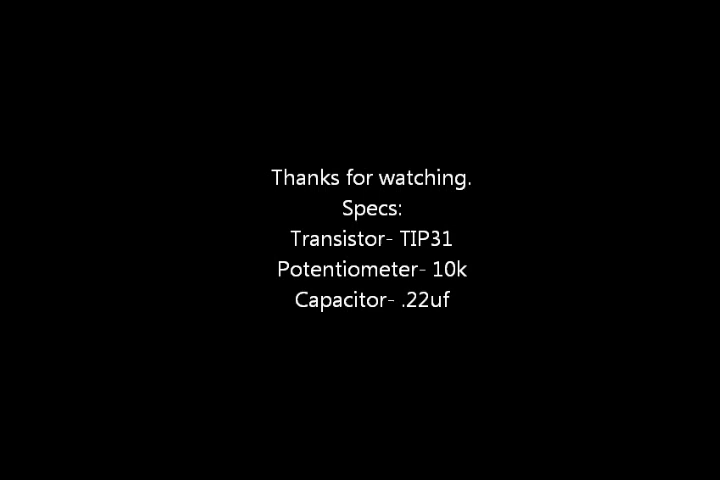 Thanks for watching.
Specs:
Transistor- TIP31
Potentiometer- 10k
Capacitor- .22uf